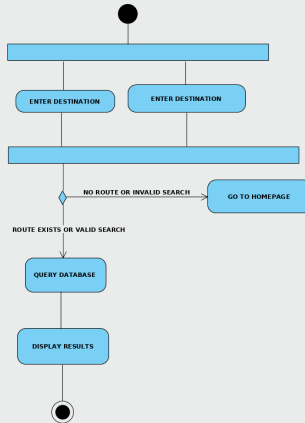 ENTER DESTINATION
ENTER DESTINATION
NO ROUTE OR INVALID SEARCH
GO TO HOMEPAGE
ROUTE EXISTS OR VALID SEARCH
QUERY DATABASE
DISPLAY RESULTS